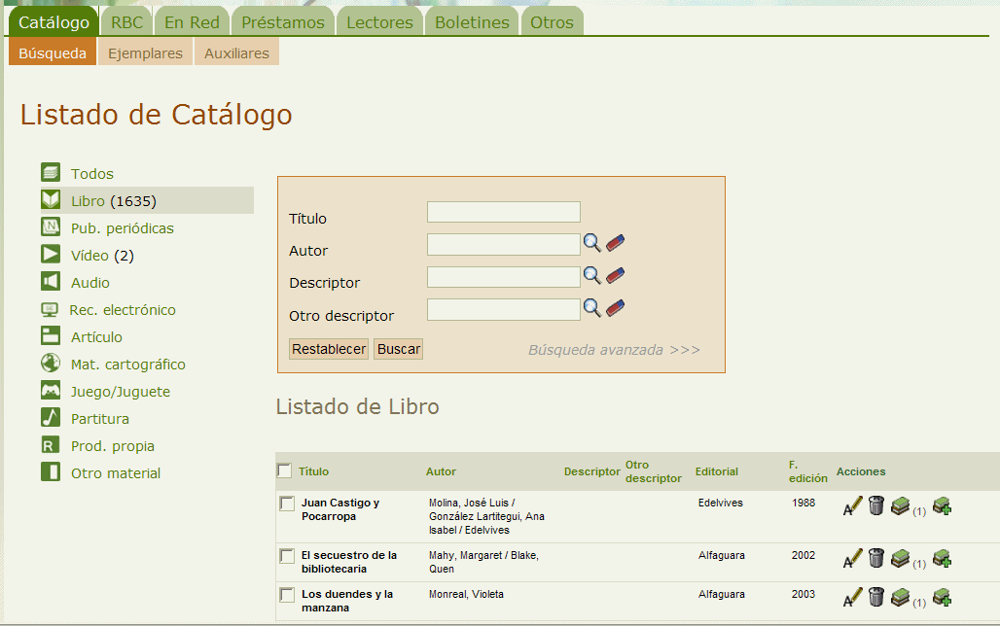 Catálogo RBC En Red Préstamos Lectores Boletines Otros
Búsqueda Ejemplares Auxiliares
Listado de Catálogo
Todos
Libro (1635)
Pub. periódicas
Vídeo (2)
Audio
Rec. electrónico
Artículo
Mat. cartográfico
Juego/Juguete
Partitura
Prod. propia
Otro material
Título
Autor
Descriptor
Otro descriptor
Restablecer Buscar Búsqueda avanzada >>>
Listado de Libro
Título Autor Descriptor Otro descriptor Editorial F. edición Acciones
Juan Castigo y Pocarropa
Molina, José Luis /
González Lartitegui, Ana
Isabel / Edelvives
Edelvives 1988 (1)
El secuestro de la bibliotecaria
Mahy, Margaret / Blake,
Quen
Alfaguara 2002 (1)
Los duendes y la manzana
Monreal, Violeta
Alfaguara 2003 (1)